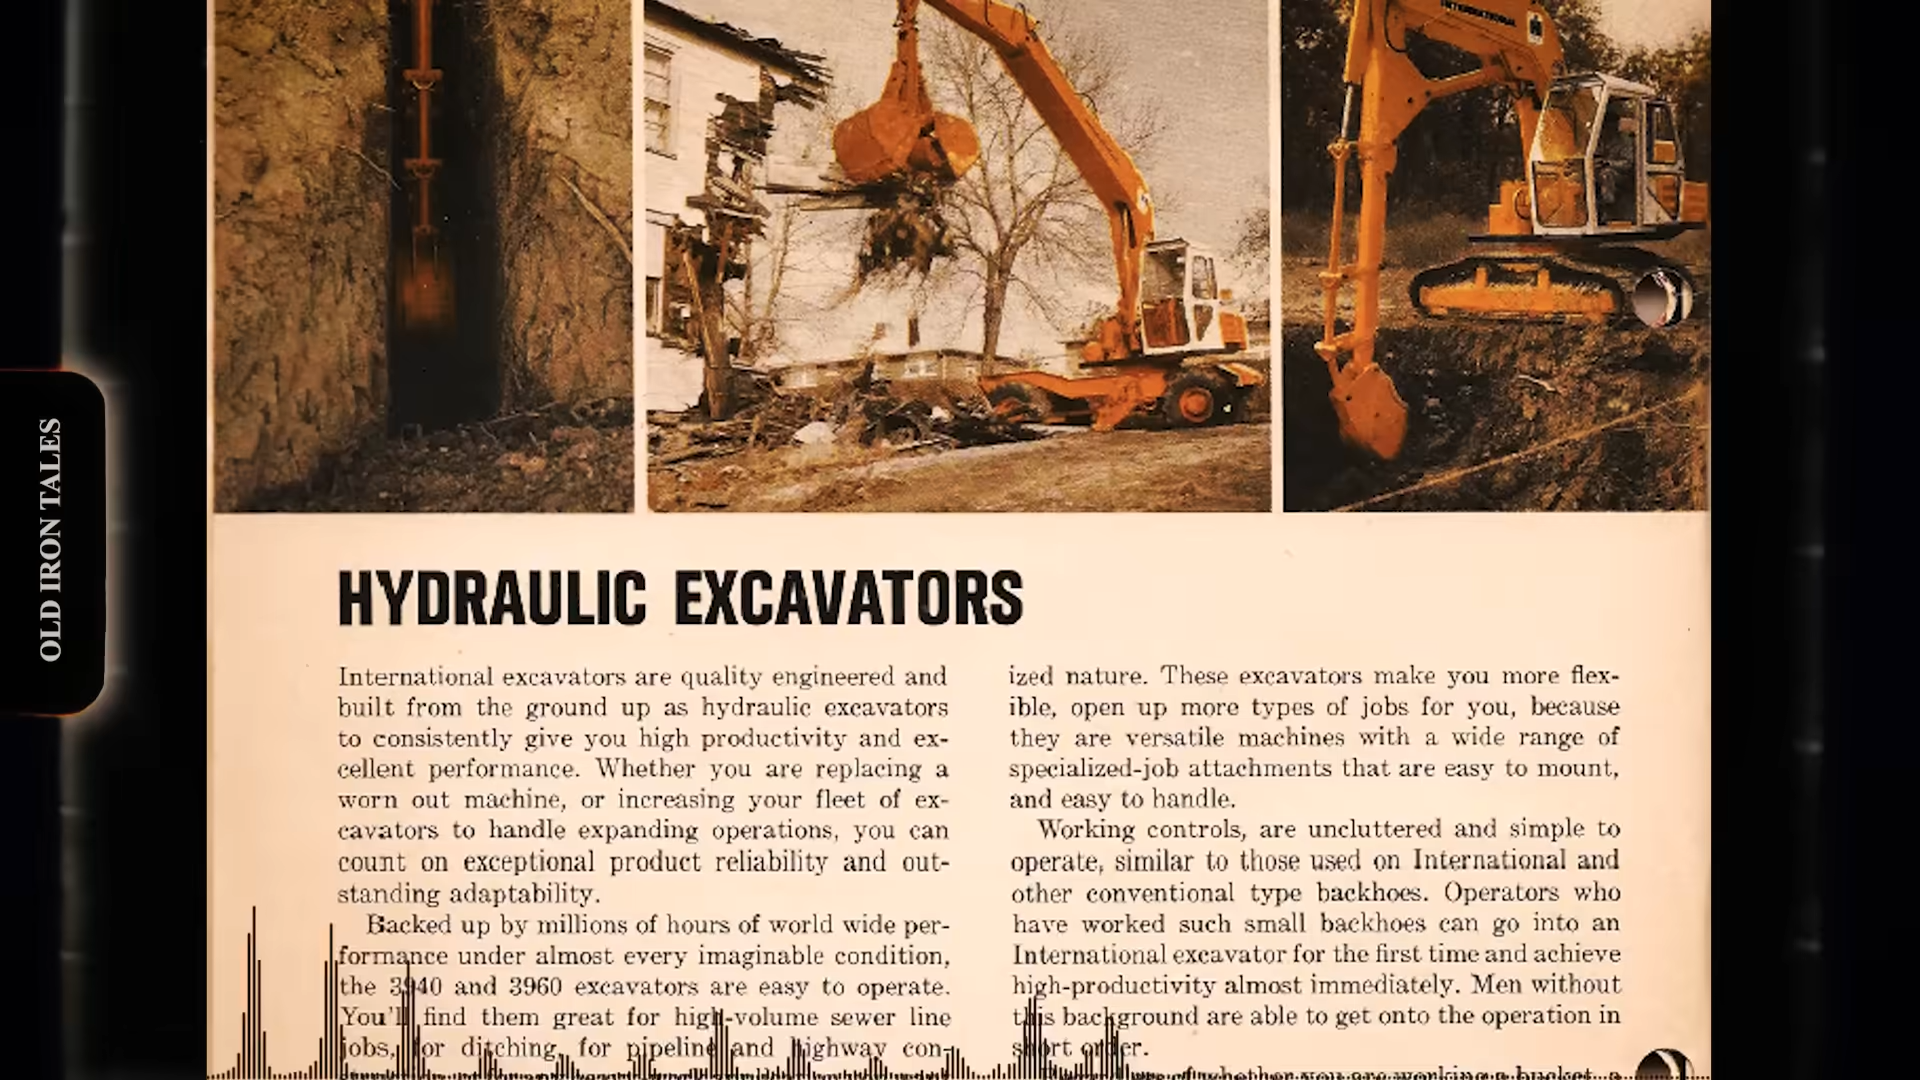 INTERNATIONAL
OLD IRON TALES
HYDRAULIC EXCAVATORS
International excavators are quality engineered and
built from the ground up as hydraulic excavators
to consistently give you high productivity and ex-
cellent performance. Whether you are replacing a
worn out machine, or increasing your fleet of ex-
cavators to handle expanding operations, you can
count on exceptional product reliability and out-
standing adaptability.
Backed up by millions of hours of world wide per-
formance under almost every imaginable condition,
the 3940 and 3960 excavators are easy to operate.
You'll find them great for high-volume sewer line
jobs, for ditching, for pipeline and highway con-
ized nature. These excavators make you more flex-
ible, open up more types of jobs for you, because
they are versatile machines with a wide range of
specialized-job attachments that are easy to mount,
and easy to handle.
Working controls, are uncluttered and simple to
operate, similar to those used on International and
other conventional type backhoes. Operators who
have worked such small backhoes can go into an
International excavator for the first time and achieve
high-productivity almost immediately. Men without
this background are able to get onto the operation in
short order.
whether you are working a bucket, a